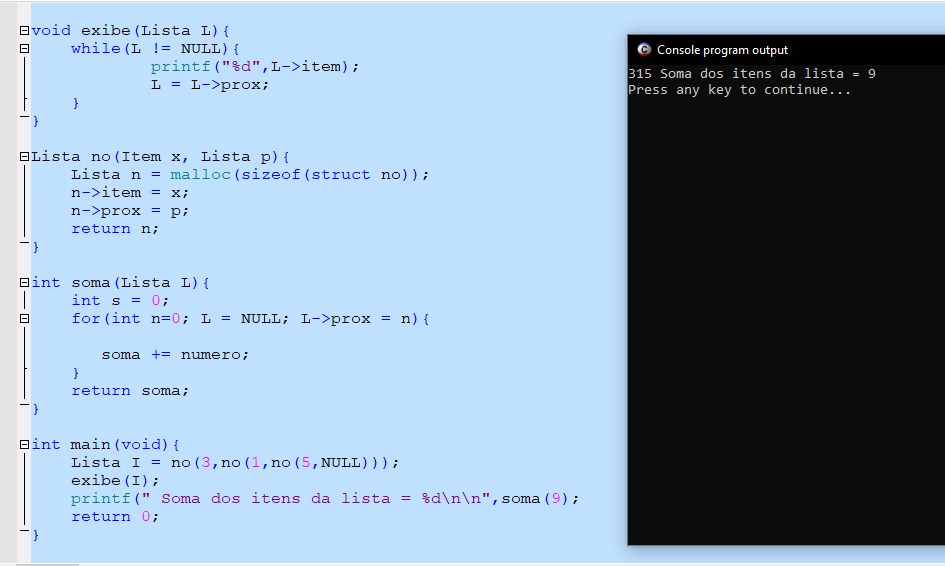 void exibe(Lista L){
while(L != NULL){
printf("%d",L->item);
L = L->prox;
}
}
Lista no(Item x, Lista p){
Lista n = malloc(sizeof(struct no));
n->item = x;
n->prox = p;
return n;
}
int soma(Lista L){
int s = 0;
for(int n=0; L = NULL; L->prox = n){
soma += numero;
}
return soma;
}
int main(void){
Lista I = no(3,no(1,no(5,NULL)));
exibe(I);
printf(" Soma dos itens da lista = %d\n\n",soma(9);
return 0;
}
Console program output
315 Soma dos itens da lista = 9
Press any key to continue...